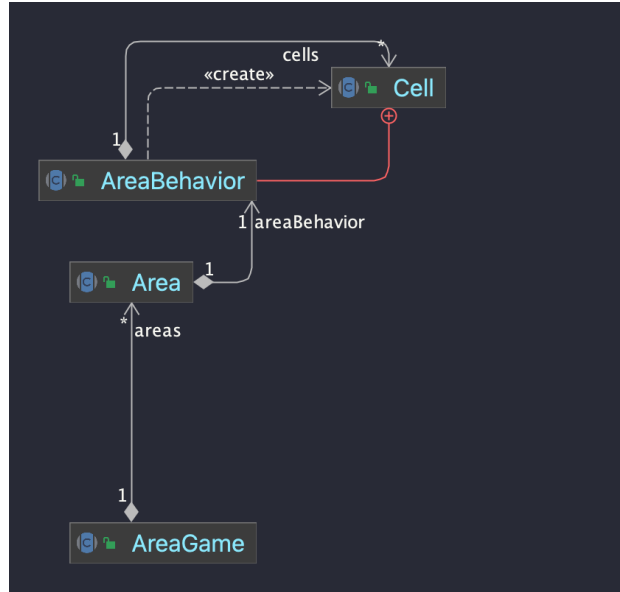 cells
*
«create»
Cell
1
AreaBehavior
1 areaBehavior
Area
1
*
areas
1
AreaGame